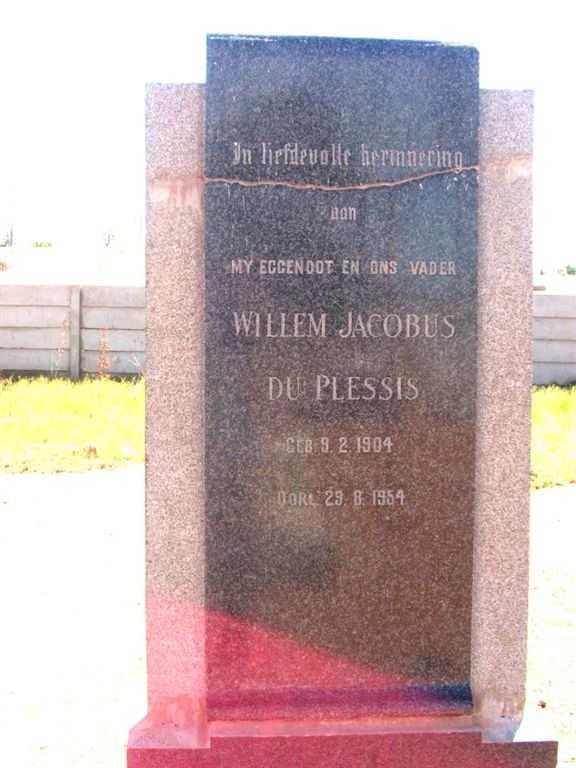 In liefdevolle herinnering
aan
MY EGGENOOT EN ONS VADER
WILLEM JACOBUS
DU PLESSIS
GEB. 9. 2. 1904
OORL. 29. 8. 1954